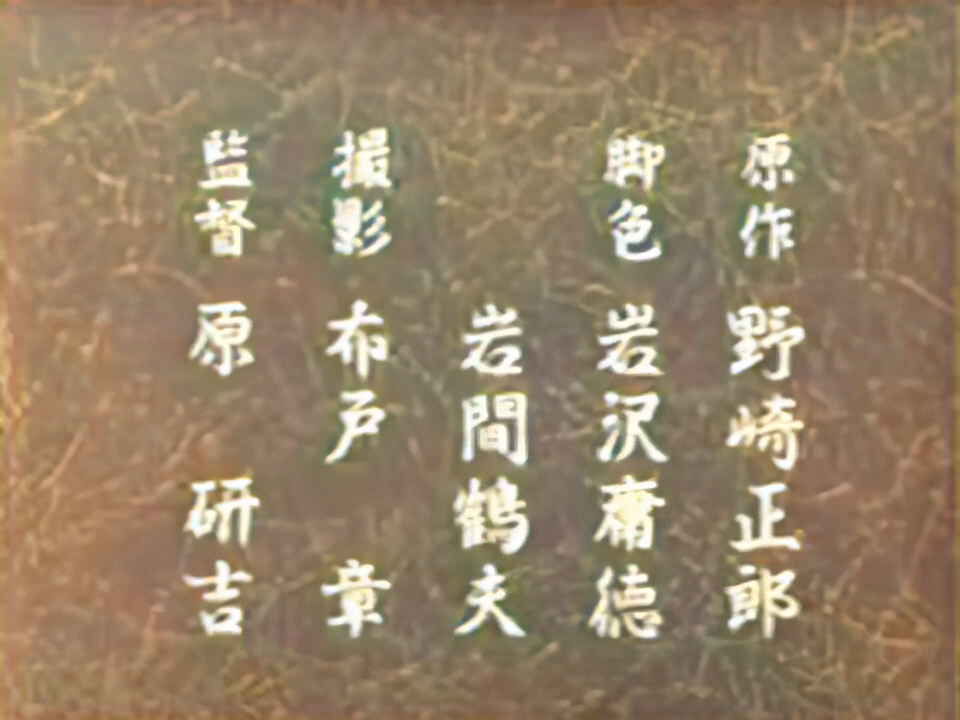 原作 野崎正郎
脚色 岩沢庸徳
岩間鶴夫
撮影 布戸章
監督 原研吉